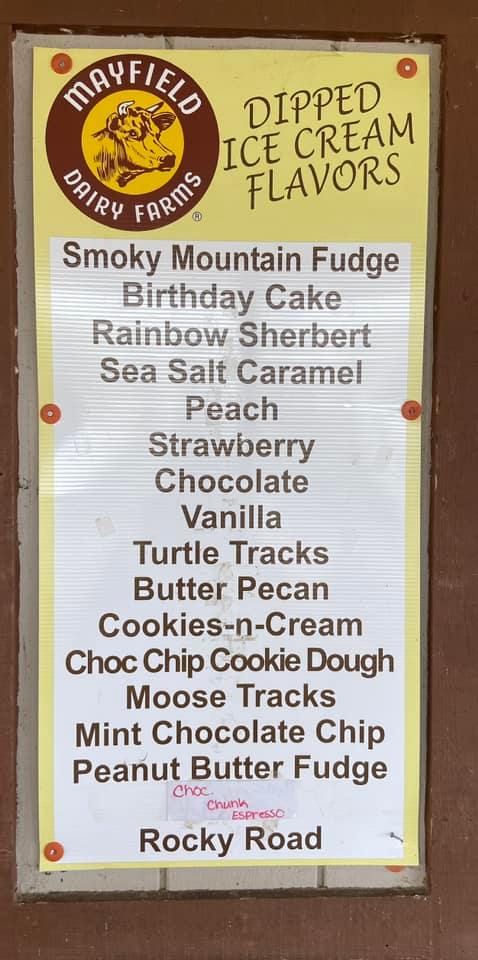 MAYFIELD
DAIRY FARMS
®
DIPPED
ICE CREAM
FLAVORS
Smoky Mountain Fudge
Birthday Cake
Rainbow Sherbert
Sea Salt Caramel
Peach
Strawberry
Chocolate
Vanilla
Turtle Tracks
Butter Pecan
Cookies-n-Cream
Choc Chip Cookie Dough
Moose Tracks
Mint Chocolate Chip
Peanut Butter Fudge
Choc.
Chunk
Espresso
Rocky Road